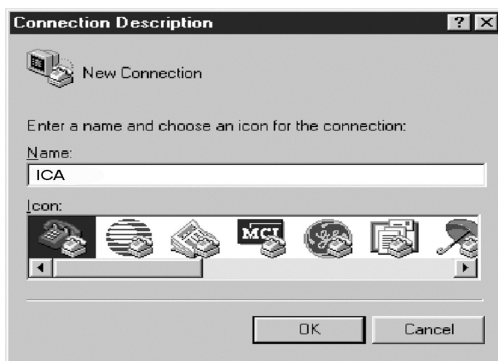 Connection Description
New Connection
Enter a name and choose an icon for the connection:
Name:
ICA
Icon:
MCI
OK
Cancel